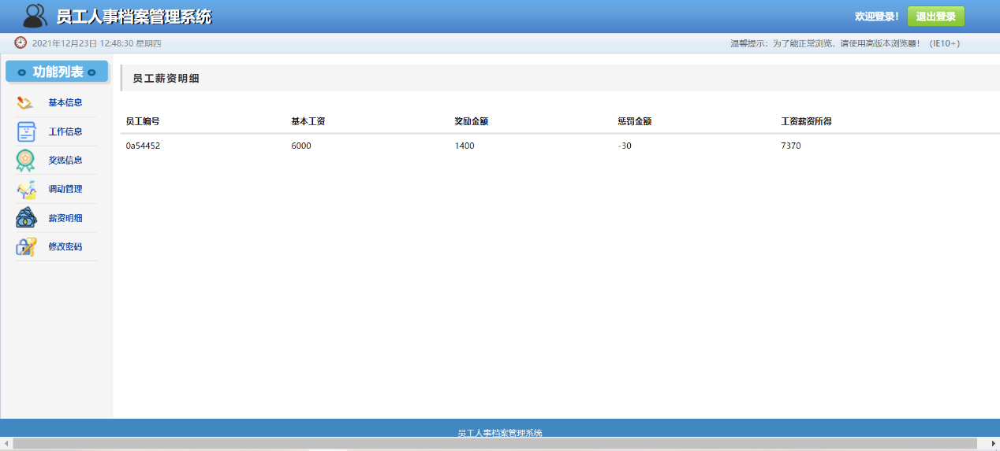 员工人事档案管理系统
欢迎登录! 退出登录
2021年12月23日 12:48:30 星期四
温馨提示：为了能正常浏览，请使用高版本浏览器！（IE10+）
功能列表
基本信息
工作信息
奖惩信息
调动管理
薪资明细
修改密码
员工薪资明细
员工编号 基本工资 奖励金额 惩罚金额 工资薪资所得
0a54452 6000 1400 -30 7370
员工人事档案管理系统